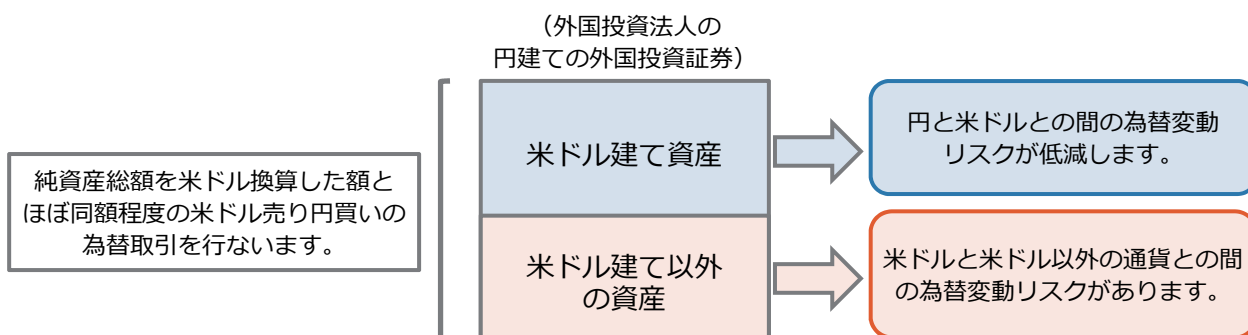 （外国投資法人の
円建ての外国投資証券）
純資産総額を米ドル換算した額と
ほぼ同額程度の米ドル売り円買いの
為替取引を行ないます。
米ドル建て資産
円と米ドルとの間の為替変動
リスクが低減します。
米ドル建て以外
の資産
米ドルと米ドル以外の通貨との間
の為替変動リスクがあります。